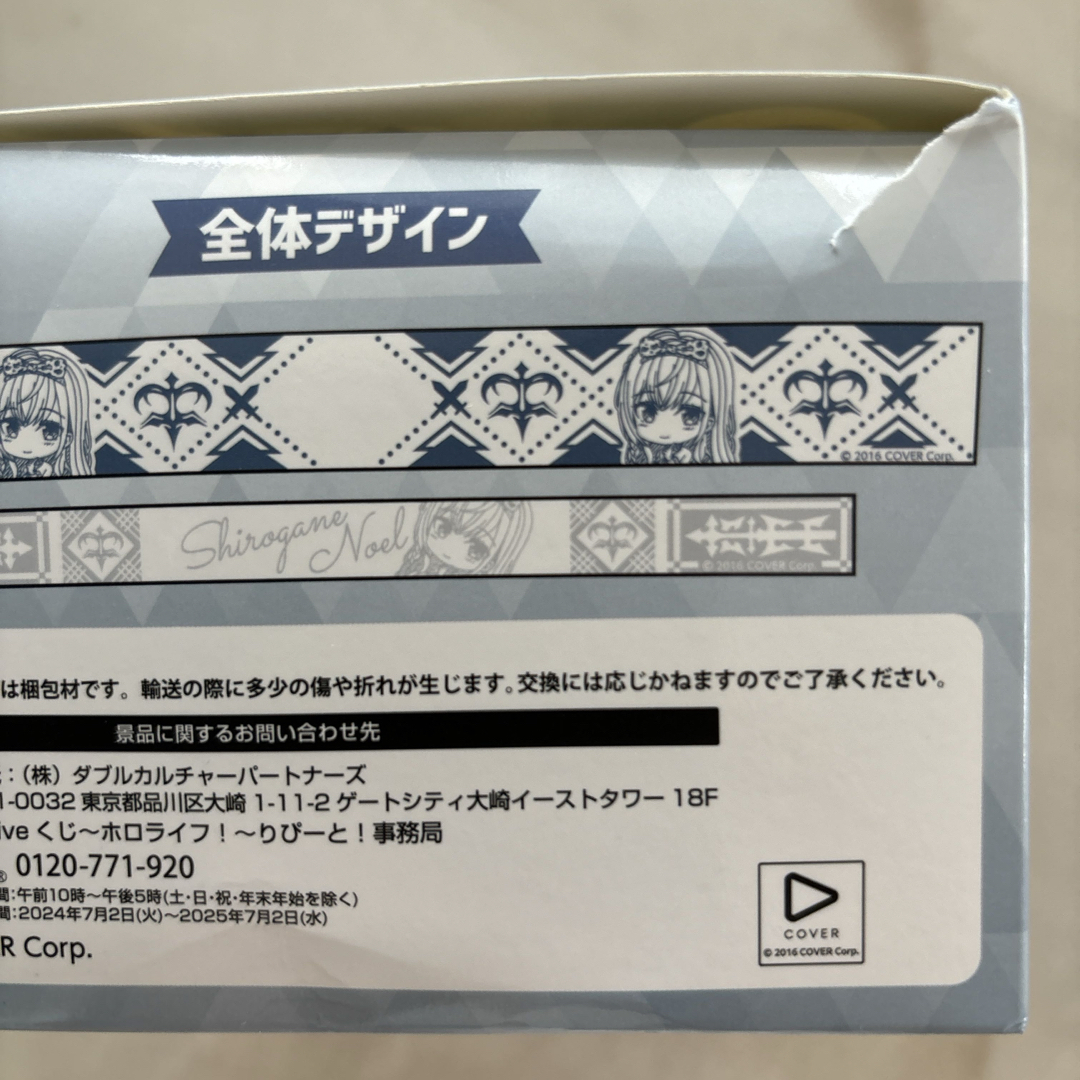 全体デザイン
© 2016 COVER Corp.
Shirogane
Noel
© 2016 COVER Corp.
は梱包材です。輸送の際に多少の傷や折れが生じます。交換には応じかねますのでご了承ください。
景品に関するお問い合わせ先
：（株）ダブルカルチャーパートナーズ
1-0032 東京都品川区大崎 1-11-2 ゲートシティ大崎イーストタワー 18F
ive くじ～ホロライフ！～りぴーと！事務局
® 0120-771-920
間：午前10時～午後5時(土・日・祝・年末年始を除く)
間：2024年7月2日(火)～2025年7月2日(水)
R Corp.
COVER
© 2016 COVER Corp.